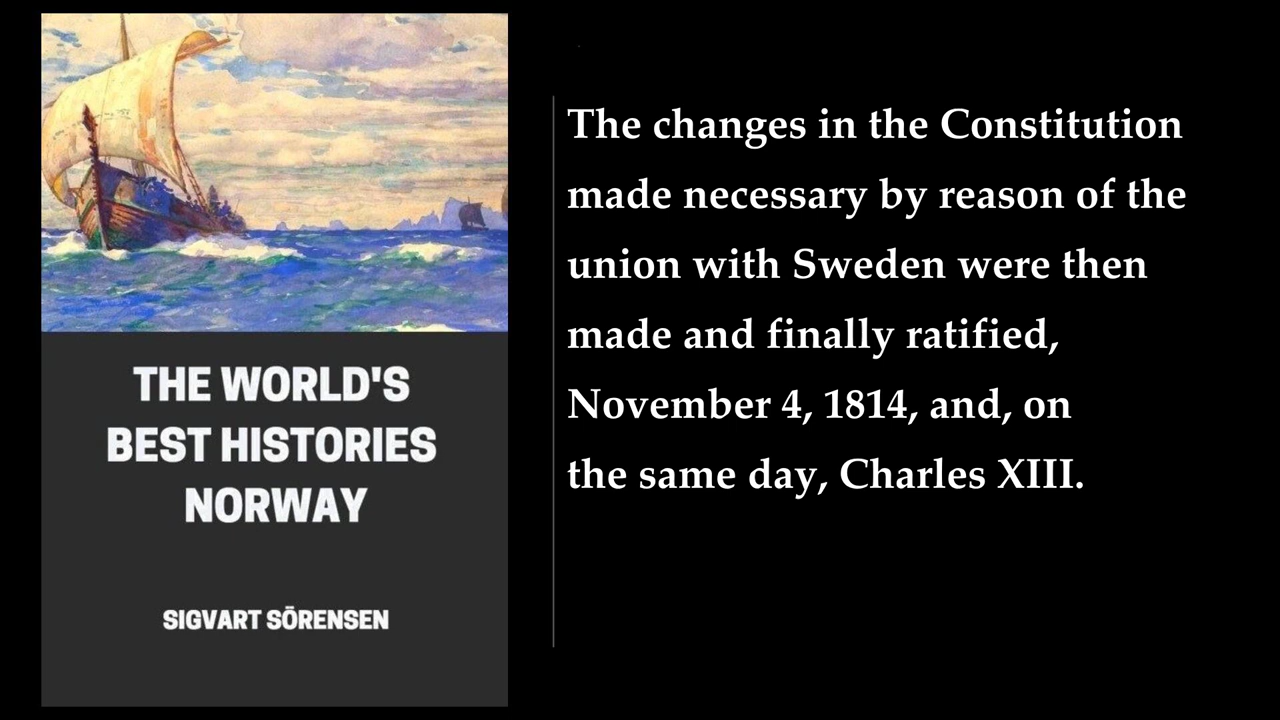 THE WORLD'S
BEST HISTORIES
NORWAY
SIGVART SÖRENSEN
The changes in the Constitution
made necessary by reason of the
union with Sweden were then
made and finally ratified,
November 4, 1814, and, on
the same day, Charles XIII.